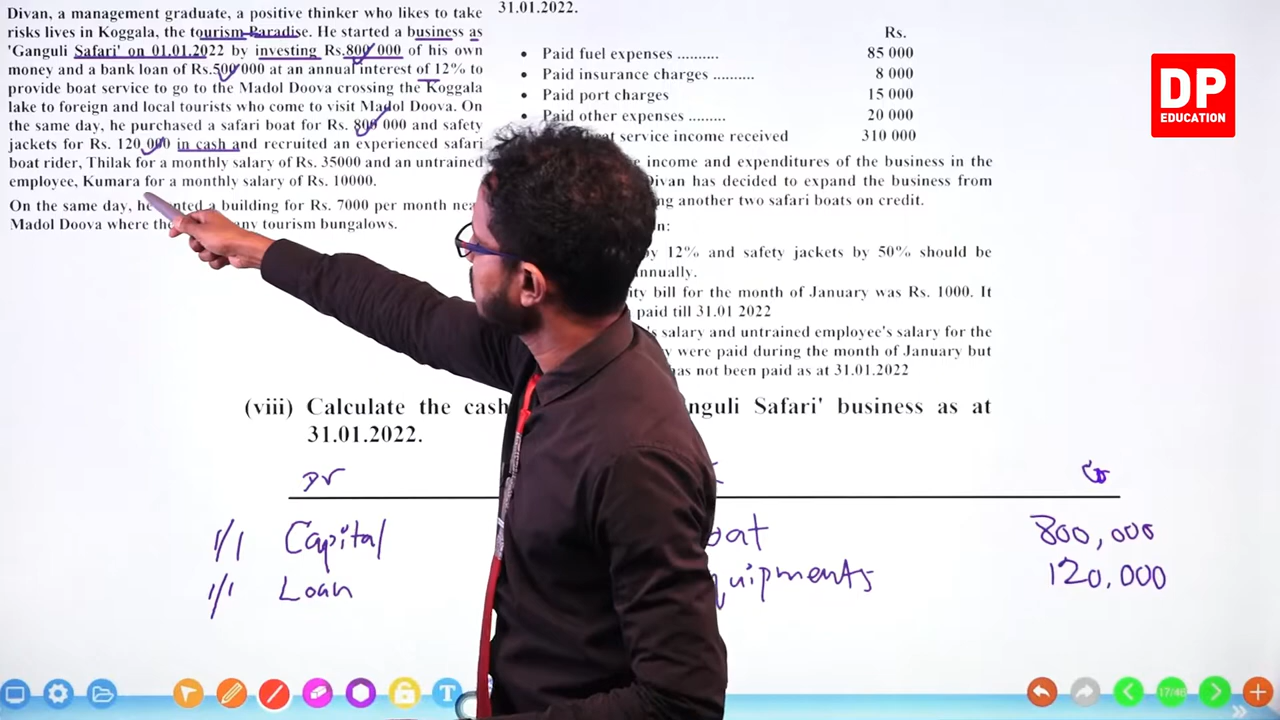 Divan, a management graduate, a positive thinker who likes to take
risks lives in Koggala, the tourism Paradise. He started a business as
'Ganguli Safari' on 01.01.2022 by investing Rs.800 000 of his own
money and a bank loan of Rs.500 000 at an annual interest of 12% to
provide boat service to go to the Madol Doova crossing the Koggala
lake to foreign and local tourists who come to visit Madol Doova. On
the same day, he purchased a safari boat for Rs. 800 000 and safety
jackets for Rs. 120 000 in cash and recruited an experienced safari
boat rider, Thilak for a monthly salary of Rs. 35000 and an untrained
employee, Kumara for a monthly salary of Rs. 10000.
On the same day, he a building for Rs. 7000 per month
Madol Doova where tourism bungalows.
31.01.2022.
Rs.
• Paid fuel expenses .......... 85 000
• Paid insurance charges .......... 8 000
• Paid port charges 15 000
• Paid other expenses ......... 20 000
service income received 310 000
income and expenditures of the business in the
Divan has decided to expand the business from
another two safari boats on credit.
by 12% and safety jackets by 50% should be
annually.
bill for the month of January was Rs. 1000. It
paid till 31.01 2022
salary and untrained employee's salary for the
were paid during the month of January but
has not been paid as at 31.01.2022
(viii) Calculate the cash Safari' business as at
31.01.2022.
Dr Cr
1/1 Capital 800,000
1/1 Loan 120,000
DP
EDUCATION
T
17/46